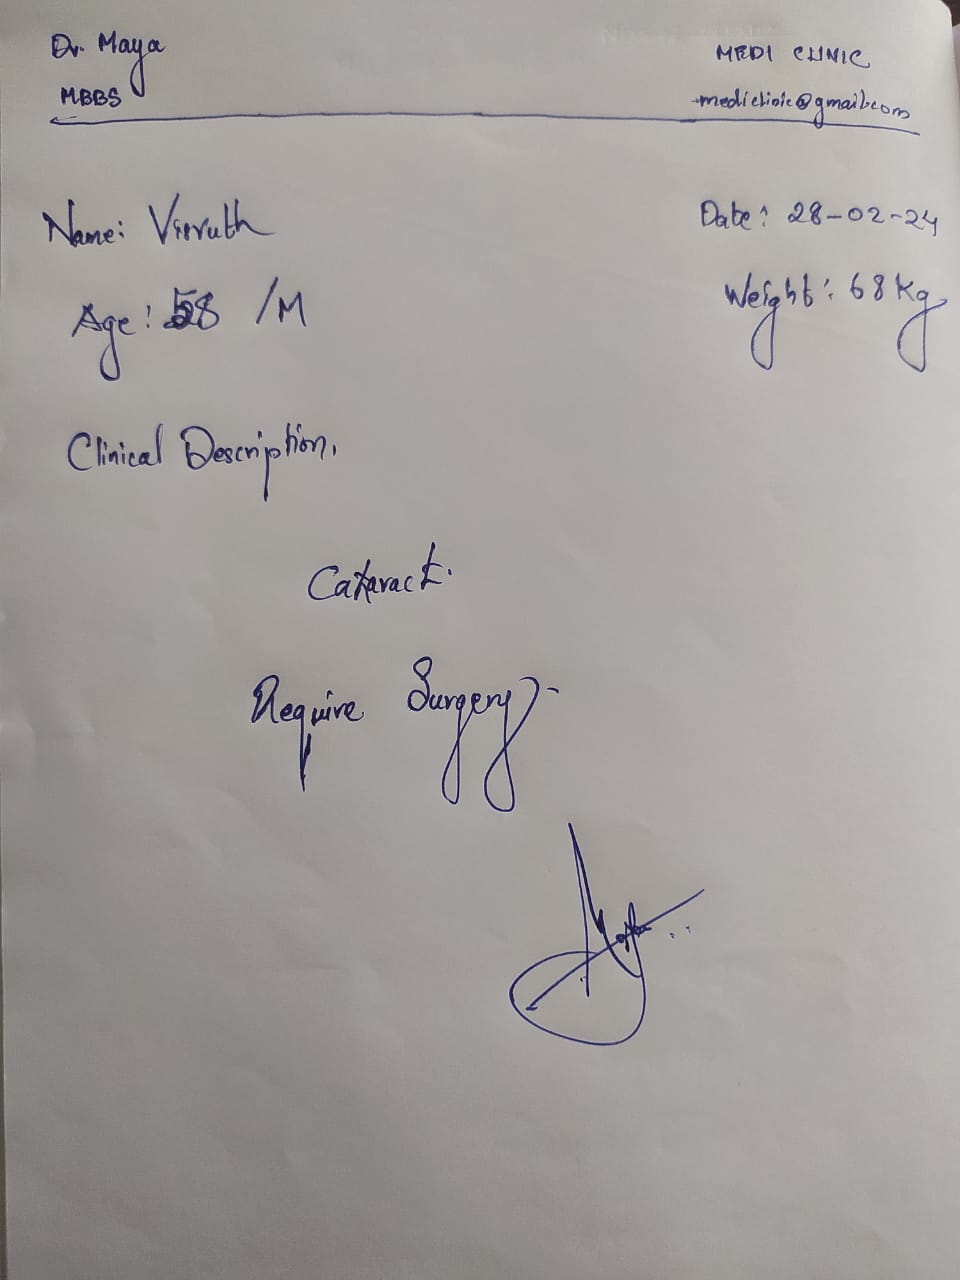 Dr. Maya
MBBS
MEDI CLINIC
mediclinic@gmail.com
Name: Visruth
Date: 28-02-24
Age: 58 /M
Weight: 68 Kg
Clinical Description.
Cataract.
Require Surgery